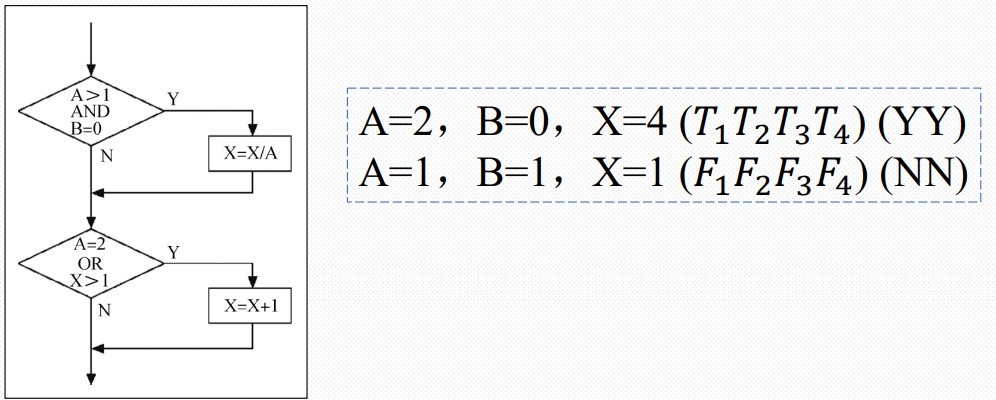 A>1
AND
B=0
Y
N
X=X/A
A=2
OR
X>1
Y
N
X=X+1
A=2，B=0，X=4 (T₁T₂T₃T₄) (YY)
A=1，B=1，X=1 (F₁F₂F₃F₄) (NN)